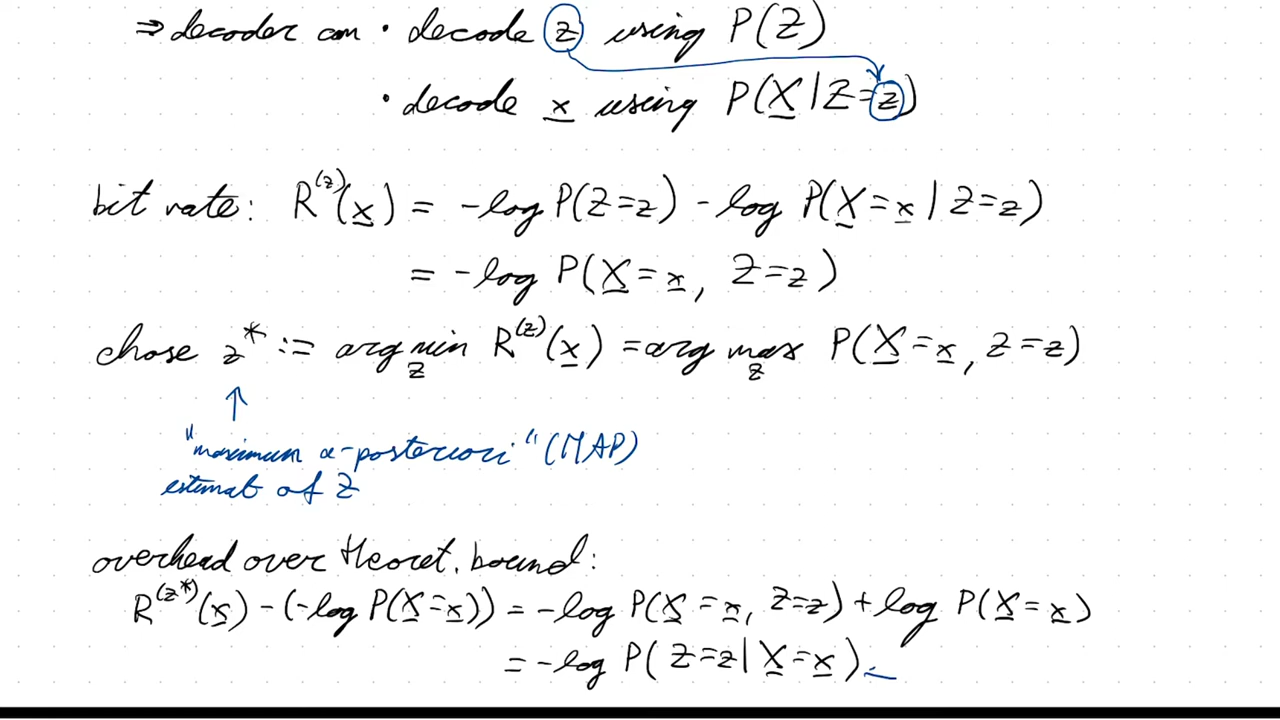 ⇒ decoder can • decode z using P(Z)
• decode x using P(X|Z=z)
bit rate: R^(z)(x) = -log P(Z=z) - log P(X=x | Z=z)
= -log P(X=x, Z=z)
chose z* := arg min_z R^(z)(x) = arg max_z P(X=x, Z=z)
↑
"maximum a-posteriori" (MAP)
estimat of Z
overhead over theoret. bound:
R^(z*)(x) - (-log P(X=x)) = -log P(X=x, Z=z) + log P(X=x)
= -log P(Z=z|X=x)